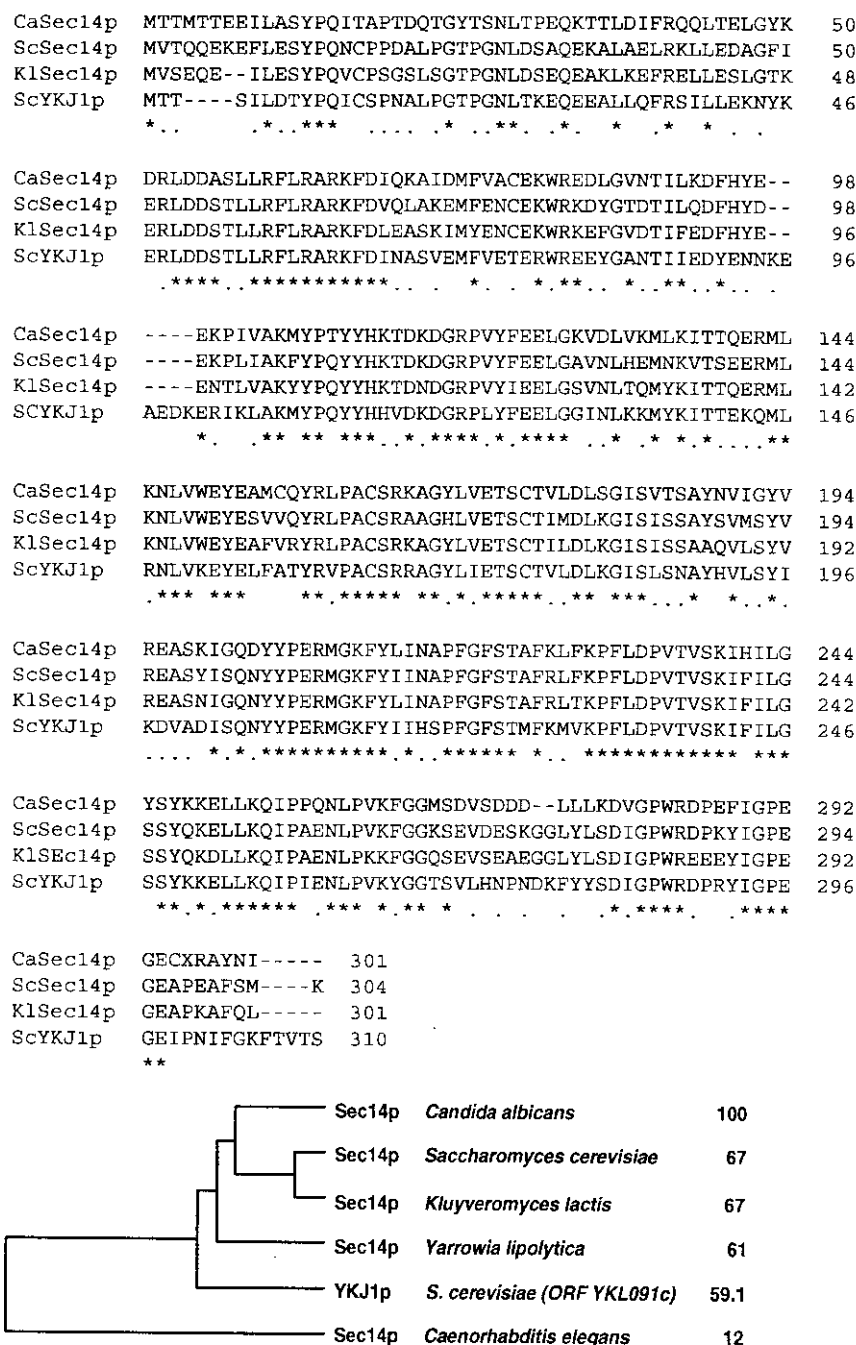 CaSec14p MTTMTTEEILASYPQITAPTDQTGYTSNLTPEQKTTLDIFRQQLTELGYK 50
ScSec14p MVTQQEKEFLESYPQNCPPDALPGTPGNLDSAQEKALAELRKLLEDAGFI 50
KlSec14p MVSEQE--ILESYPQVCPSGSLSGTPGNLDSEQEAKLKEFRELLESLGTK 48
ScYKJ1p MTT----SILDTYPQICSPNALPGTPGNLTKEQEEALLQFRSILLEKNYK 46
*.. .*..*** .... *..**. *. . * . * . * . .
CaSec14p DRLDDASLLRFLRARKFDIQKAIDMFVACEKWREDLGVNTILKDFHYE-- 98
ScSec14p ERLDDSTLLRFLRARKFDVQLAKEMFENCEKWRKDYGTDTILQDFHYD-- 98
KlSec14p ERLDDSTLLRFLRARKFDLEASKIMYENCEKWRKEFGVDTIFEDFHYE-- 96
ScYKJ1p ERLDDSTLLRFLRARKFDINASVEMFVETERWREEYGANTIIEDYENNKE 96
.****..***********... . *. . *.**.. *..**..*....
CaSec14p ----EKPIVAKMYPTYYHKTDKDGRPVYFEELGKVDLVKMLKITTQERML 144
ScSec14p ----EKPLIAKFYPQYYHKTDKDGRPVYFEELGAVNLHEMNKVTSEERML 144
KlSec14p ----ENTLVAKYYPQYYHKTDNDGRPVYIEELGSVNLTQMYKITTQERML 142
SCYKJ1p AEDKERIKLAKMYPQYYHHVDKDGRPLYFEELGGINLKKMYKITTEKQML 146
*. .** ** ***..*.****.*.**** ..*. * *.*....**
CaSec14p KNLVWEYEAMCQYRLPACSRKAGYLVETSCTVLDLSGISVTSAYNVIGYV 194
ScSec14p KNLVWEYESVVQYRLPACSRAAGHLVETSCTIMDLKGISISSAYSVMSYV 194
KlSec14p KNLVWEYEAFVRYRLPACSRKAGYLVETSCTILDLKGISISSAAQVLSYV 192
ScYKJ1p RNLVKEYELFATYRVPACSRRAGYLIETSCTVLDLKGISLSNAYHVLSYI 196
.*** *** **.***** **.*.*****..** ***...* *..*.
CaSec14p REASKIGQDYYPERMGKFYLINAPFGFSTAFKLFKPFLDPVTVSKIHILG 244
ScSec14p REASYISQNYYPERMGKFYIINAPFGFSTAFRLFKPFLDPVTVSKIFILG 244
KlSec14p REASNIGQNYYPERMGKFYLINAPFGFSTAFRLTKPFLDPVTVSKIFILG 242
ScYKJ1p KDVADISQNYYPERMGKFYIIHSPFGFSTMFKMVKPFLDPVTVSKIFILG 246
.... *.*.**********.*..****** *.. ************* ***
CaSec14p YSYKKELLKQIPPQNLPVKFGGMSDVSDDD--LLLKDVGPWRDPEFIGPE 292
ScSec14p SSYQKELLKQIPAENLPVKFGGKSEVDESKGGLYLSDIGPWRDPKYIGPE 294
KlSEc14p SSYQKDLLKQIPAENLPKKFGGQSEVSEAEGGLYLSDIGPWREEEYIGPE 292
ScYKJ1p SSYKKELLKQIPIENLPVKYGGTSVLHNPNDKFYYSDIGPWRDPRYIGPE 296
**.*.****** .*** *.** * . . . . *.****. .****
CaSec14p GECXRAYNI----- 301
ScSec14p GEAPEAFSM----K 304
KlSec14p GEAPKAFQL----- 301
ScYKJ1p GEIPNIFGKFTVTS 310
**
Sec14p Candida albicans 100
Sec14p Saccharomyces cerevisiae 67
Sec14p Kluyveromyces lactis 67
Sec14p Yarrowia lipolytica 61
YKJ1p S. cerevisiae (ORF YKL091c) 59.1
Sec14p Caenorhabditis elegans 12